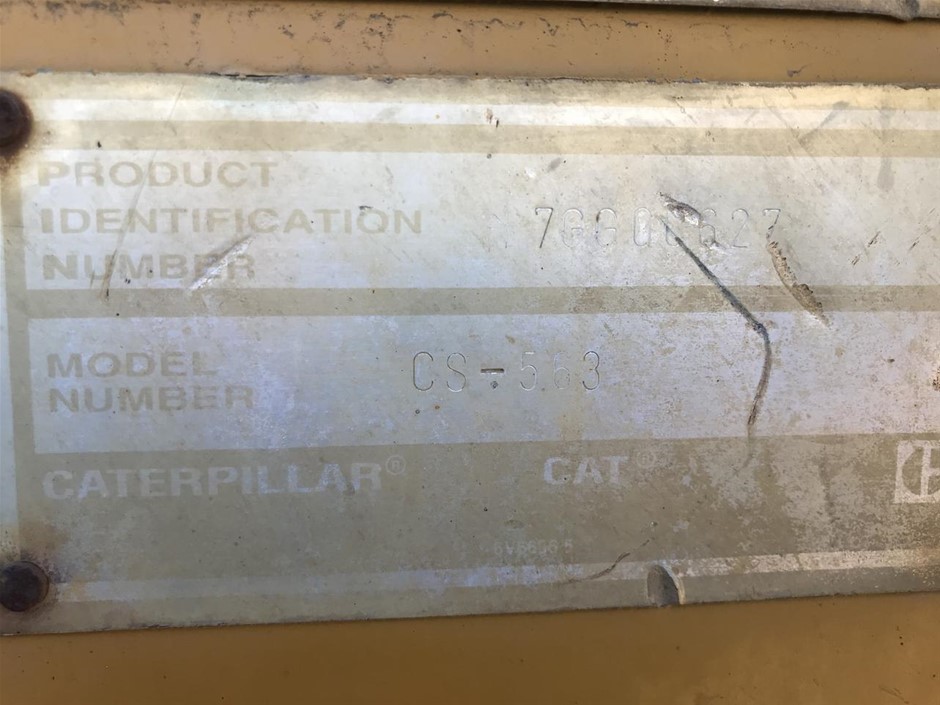 PRODUCT
IDENTIFICATION
NUMBER
MODEL
NUMBER
CS-563
CATERPILLAR®
CAT®